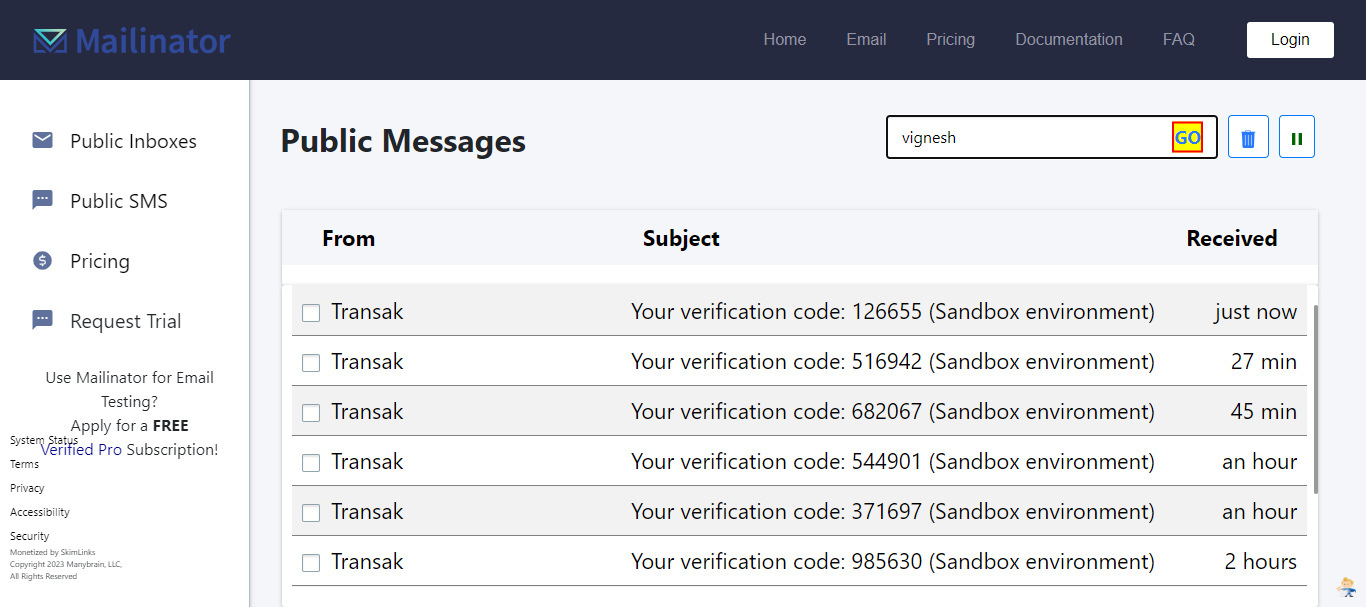 Mailinator
Home Email Pricing Documentation FAQ Login
Public Inboxes
Public SMS
Pricing
Request Trial
Use Mailinator for Email
Testing?
Apply for a FREE
Verified Pro Subscription!
System Status
Terms
Privacy
Accessibility
Security
Monetized by SkimLinks
Copyright 2023 Manybrain, LLC,
All Rights Reserved
Public Messages
vignesh GO
From Subject Received
Transak Your verification code: 126655 (Sandbox environment) just now
Transak Your verification code: 516942 (Sandbox environment) 27 min
Transak Your verification code: 682067 (Sandbox environment) 45 min
Transak Your verification code: 544901 (Sandbox environment) an hour
Transak Your verification code: 371697 (Sandbox environment) an hour
Transak Your verification code: 985630 (Sandbox environment) 2 hours